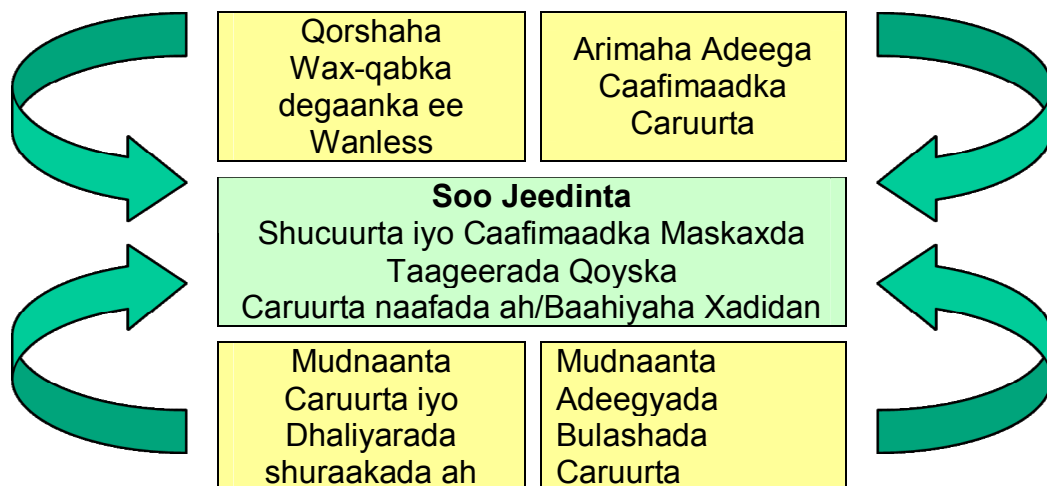 Qorshaha
Wax-qabka
degaanka ee
Wanless
Arimaha Adeega
Caafimaadka
Caruurta
Soo Jeedinta
Shucuurta iyo Caafimaadka Maskaxda
Taageerada Qoyska
Caruurta naafada ah/Baahiyaha Xadidan
Mudnaanta
Caruurta iyo
Dhaliyarada
shuraakada ah
Mudnaanta
Adeegyada
Bulashada
Caruurta